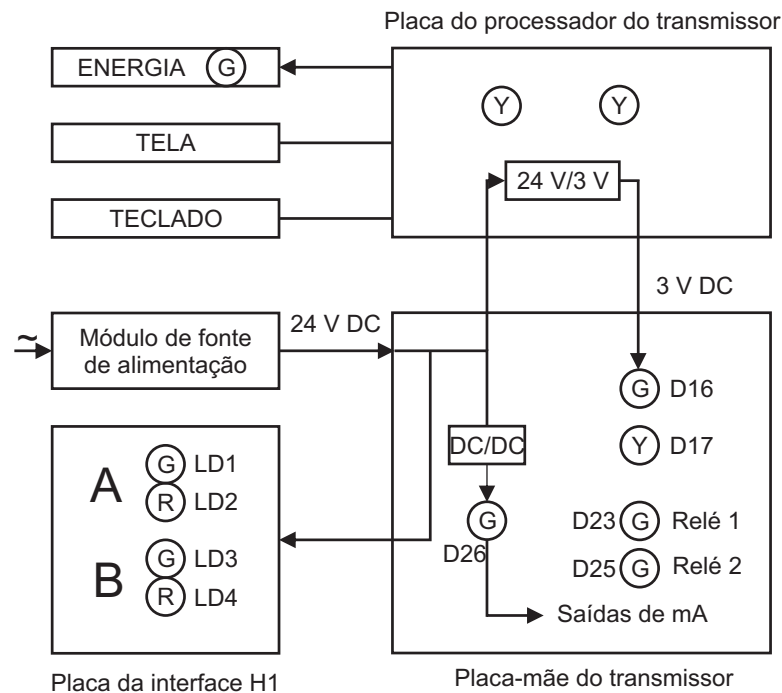 Placa do processador do transmissor
ENERGIA G
Y Y
TELA
24 V/3 V
TECLADO
3 V DC
~
Módulo de fonte
de alimentação
24 V DC
G D16
DC/DC
Y D17
A
G LD1
R LD2
B
G LD3
R LD4
G
D26
D23 G Relé 1
D25 G Relé 2
Saídas de mA
Placa da interface H1
Placa-mãe do transmissor